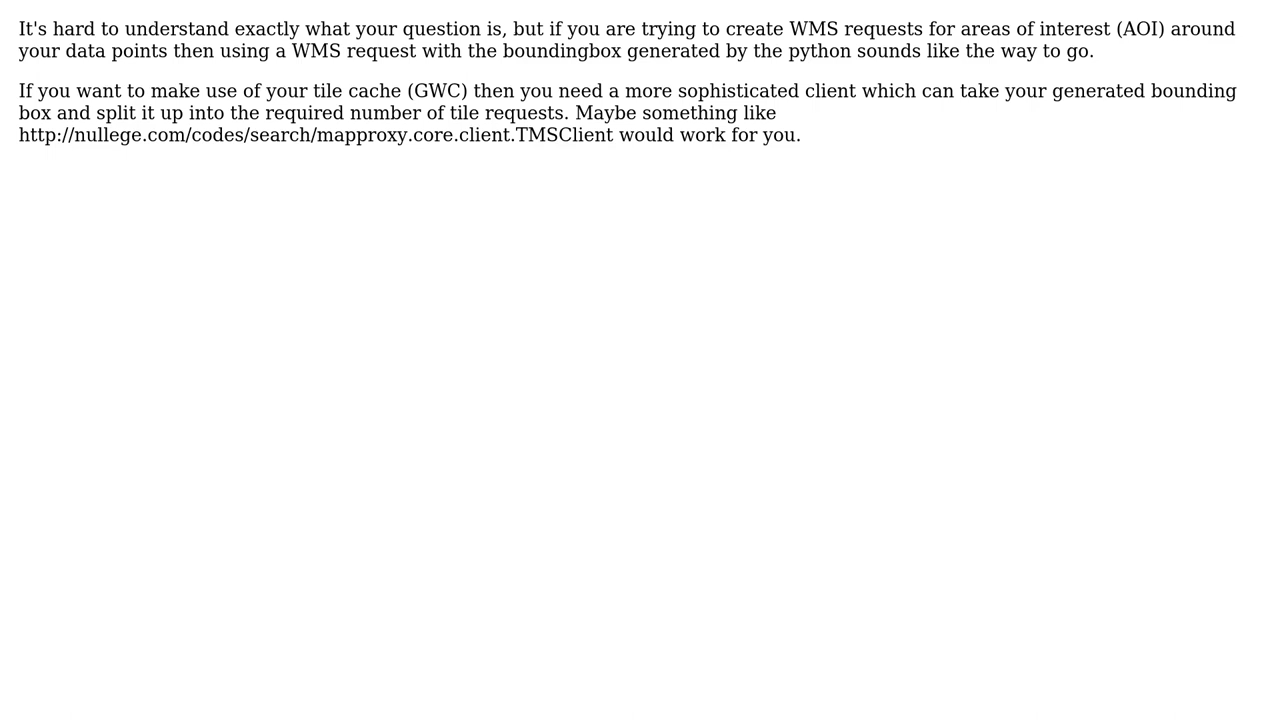 It's hard to understand exactly what your question is, but if you are trying to create WMS requests for areas of interest (AOI) around
your data points then using a WMS request with the boundingbox generated by the python sounds like the way to go.
If you want to make use of your tile cache (GWC) then you need a more sophisticated client which can take your generated bounding
box and split it up into the required number of tile requests. Maybe something like
http://nullege.com/codes/search/mapproxy.core.client.TMSClient would work for you.